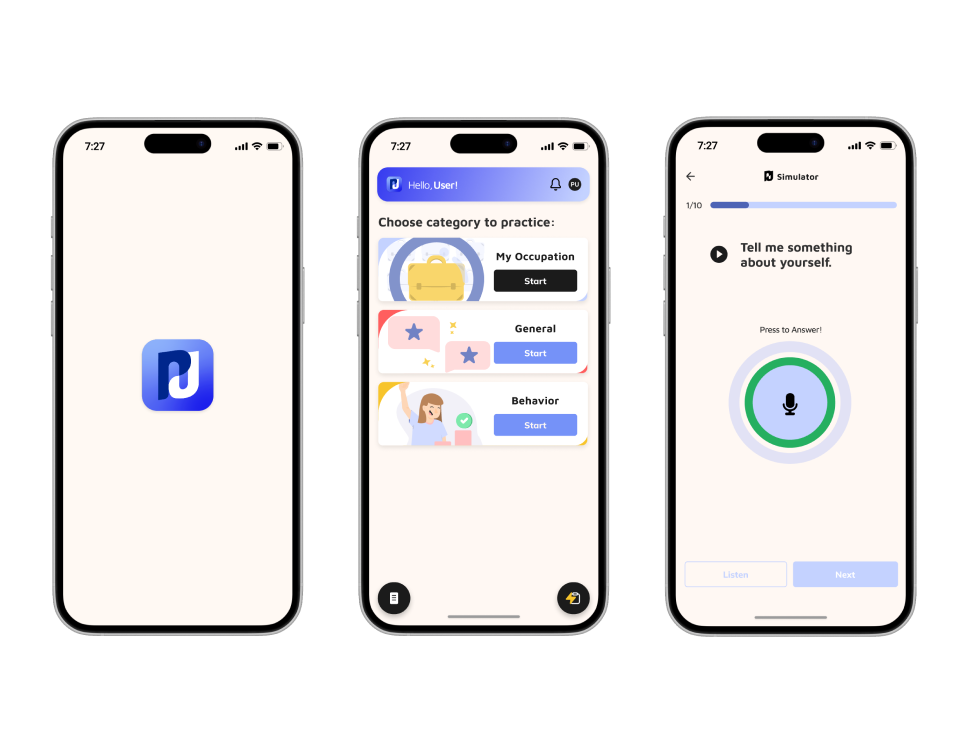 7:27
PJ
7:27
Hello, User!
PU
Choose category to practice:
My Occupation
Start
General
Start
Behavior
Start
7:27
Simulator
1/10
Tell me something
about yourself.
Press to Answer!
Listen
Next